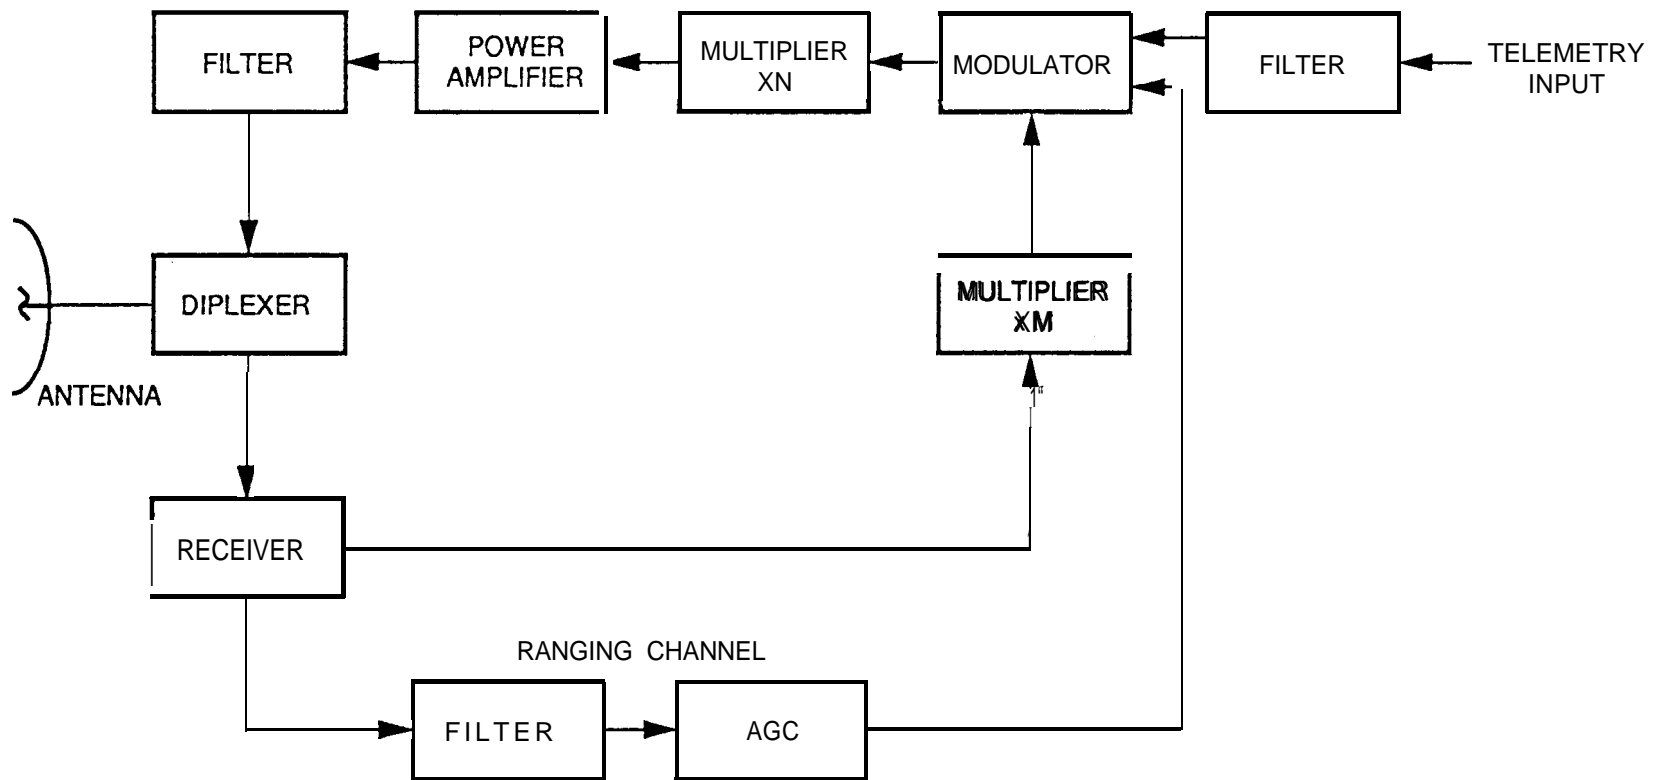 FILTER
POWER
AMPLIFIER
MULTIPLIER
XN
MODULATOR
FILTER
TELEMETRY
INPUT
DIPLEXER
MULTIPLIER
XM
ANTENNA
RECEIVER
RANGING CHANNEL
FILTER
AGC